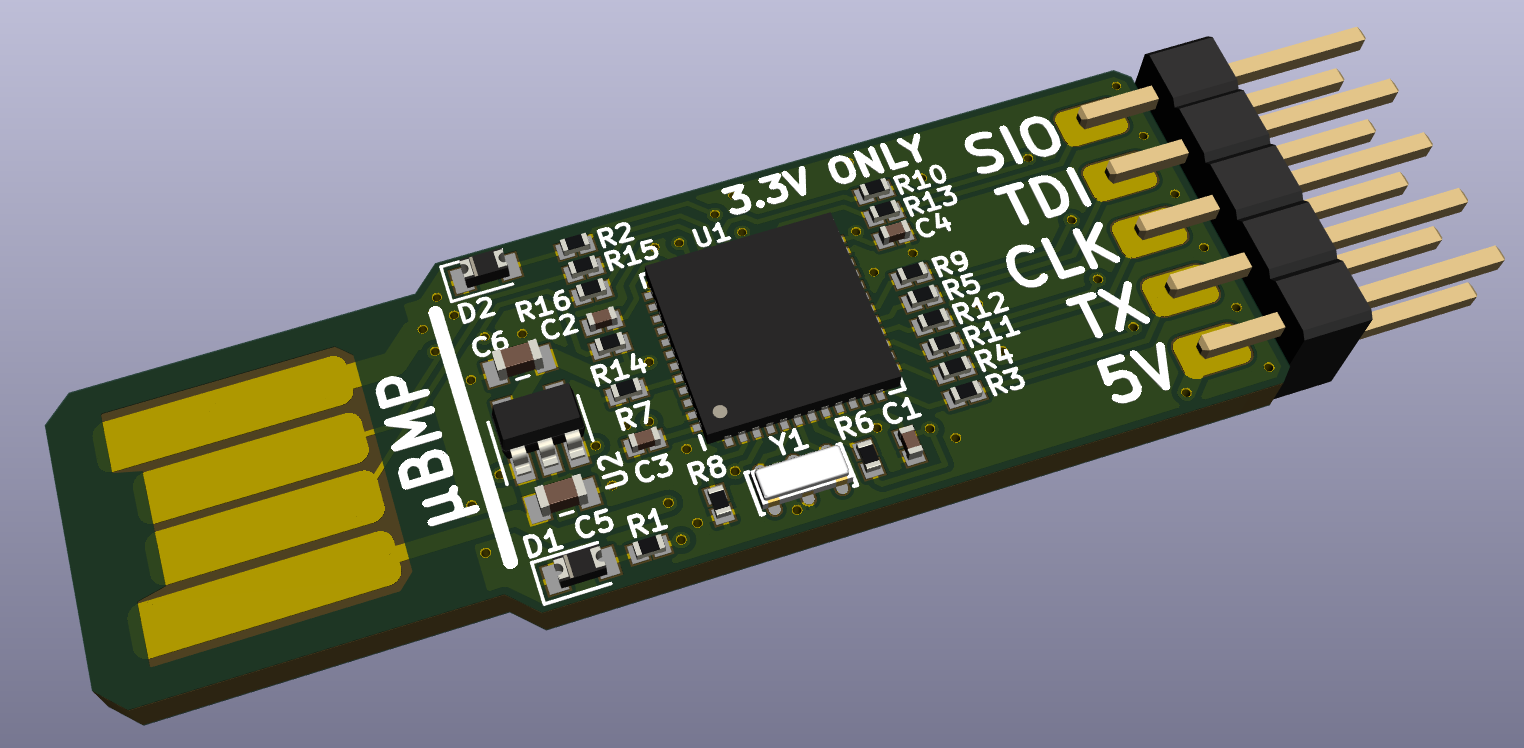 3.3V ONLY
SIO
TDI
CLK
TX
5V
µBMP
D2
R2
R15
R16
C2
C6
R14
R7
U2
C3
C5
D1
R1
R8
Y1
R6
C1
U1
R10
R13
C4
R9
R5
R12
R11
R4
R3